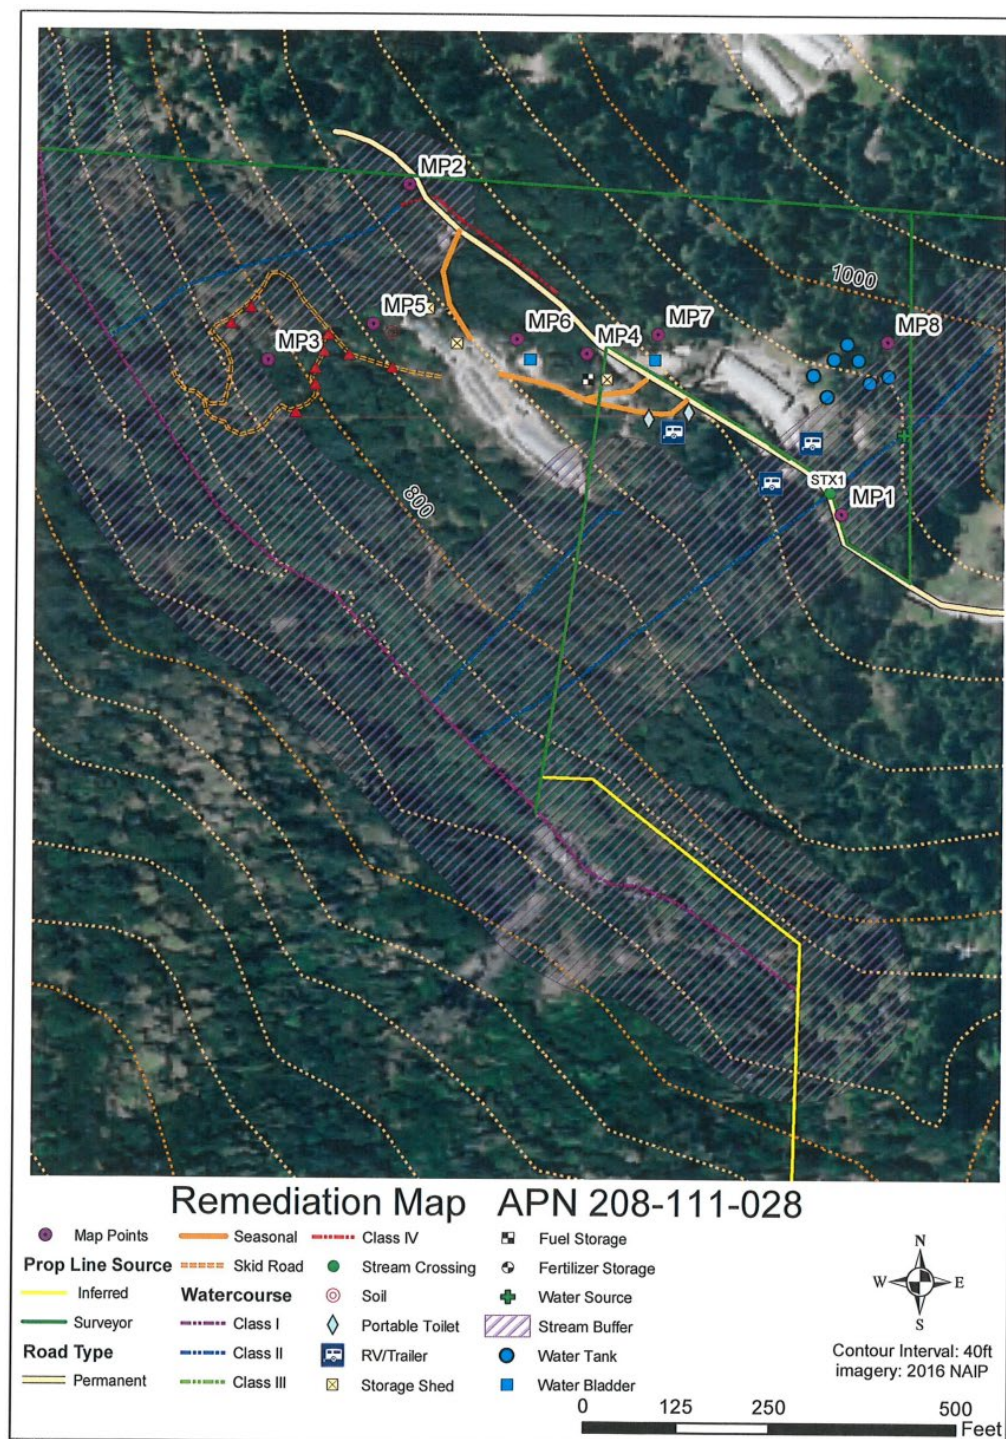 MP2
1000
MP5
MP6
MP4
MP7
MP8
MP3
STX1
MP1
800
Remediation Map APN 208-111-028
Map Points
Prop Line Source
Inferred
Surveyor
Road Type
Permanent
Seasonal
Skid Road
Watercourse
Class I
Class II
Class III
Class IV
Stream Crossing
Soil
Portable Toilet
RV/Trailer
Storage Shed
Fuel Storage
Fertilizer Storage
Water Source
Stream Buffer
Water Tank
Water Bladder
N
W E
S
Contour Interval: 40ft
imagery: 2016 NAIP
0 125 250 500
Feet